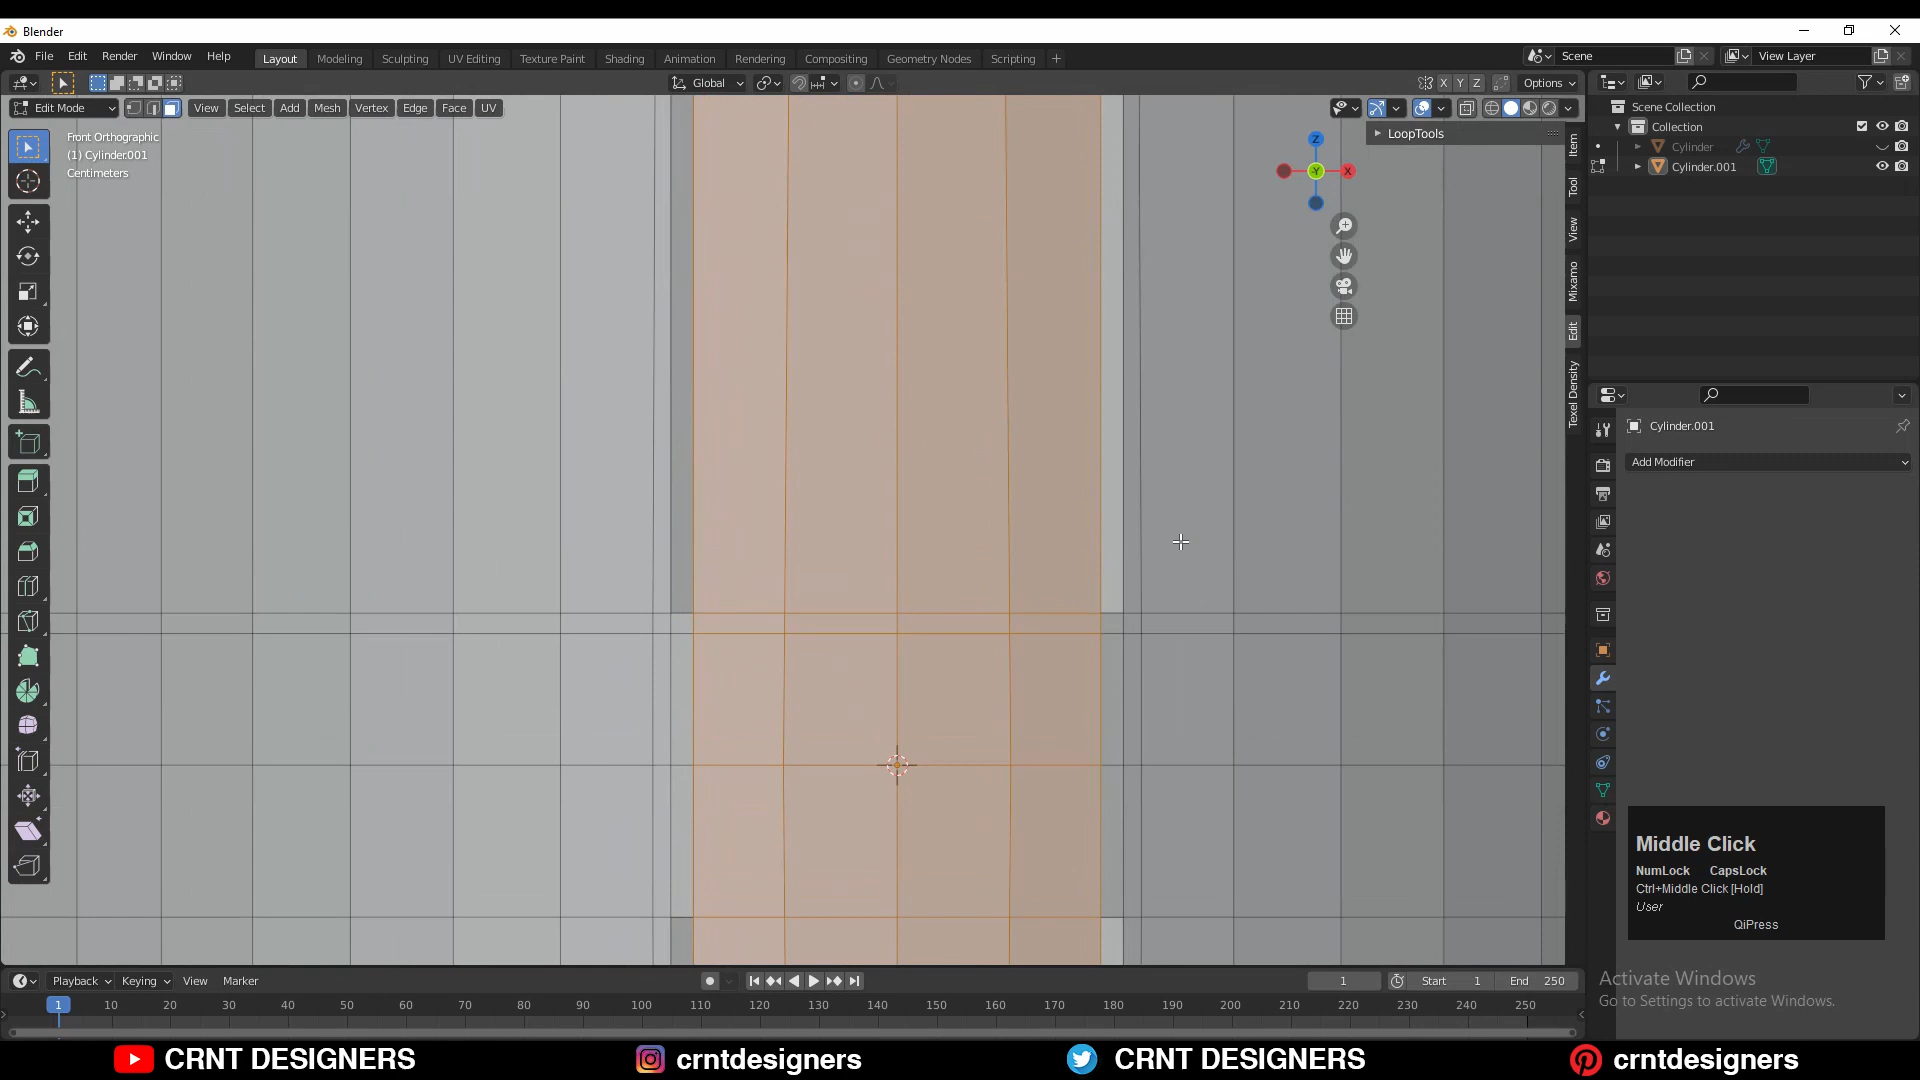 Blender
File Edit Render Window Help Layout Modeling Sculpting UV Editing Texture Paint Shading Animation Rendering Compositing Geometry Nodes Scripting + Scene View Layer
Global X Y Z Options
Edit Mode View Select Add Mesh Vertex Edge Face UV
Front Orthographic
(1) Cylinder.001
Centimeters
LoopTools
Z
Y X
Item
Tool
View
Mixamo
Edit
Texel Density
Scene Collection
Collection
Cylinder
Cylinder.001
Cylinder.001
Add Modifier
Middle Click
NumLock CapsLock
Ctrl+Middle Click [Hold]
User
QiPress
Activate Windows
Go to Settings to activate Windows.
Playback Keying View Marker 1 Start 1 End 250
1 10 20 30 40 50 60 70 80 90 100 110 120 130 140 150 160 170 180 190 200 210 220 230 240 250
CRNT DESIGNERS crntdesigners CRNT DESIGNERS crntdesigners